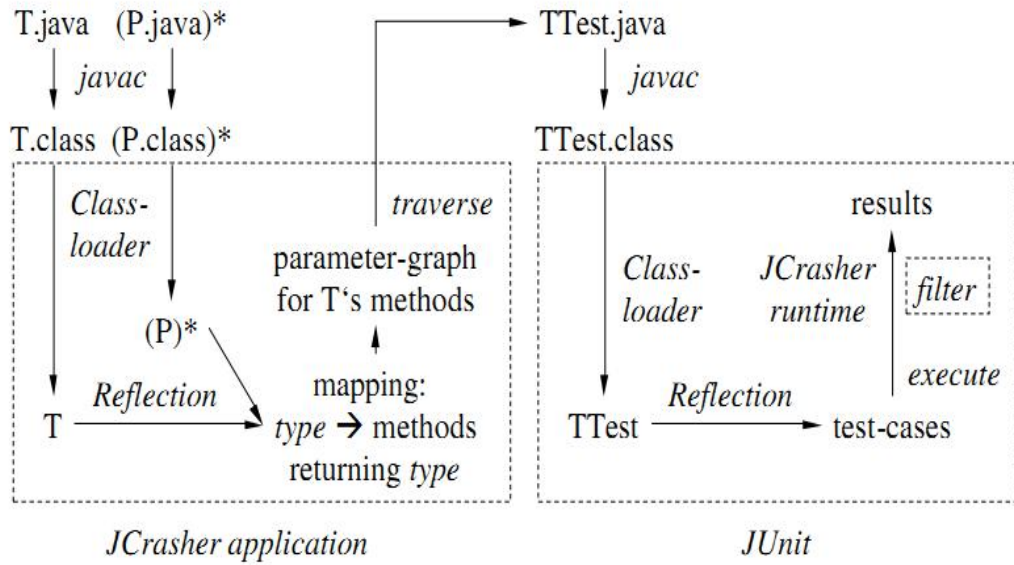 T.java (P.java)*
TTest.java
javac
javac
T.class (P.class)*
TTest.class
Class-
loader
traverse
parameter-graph
for T‘s methods
(P)*
Reflection
mapping:
T
type → methods
returning type
Class-
loader
results
JCrasher
runtime
filter
execute
Reflection
TTest
test-cases
JCrasher application
JUnit